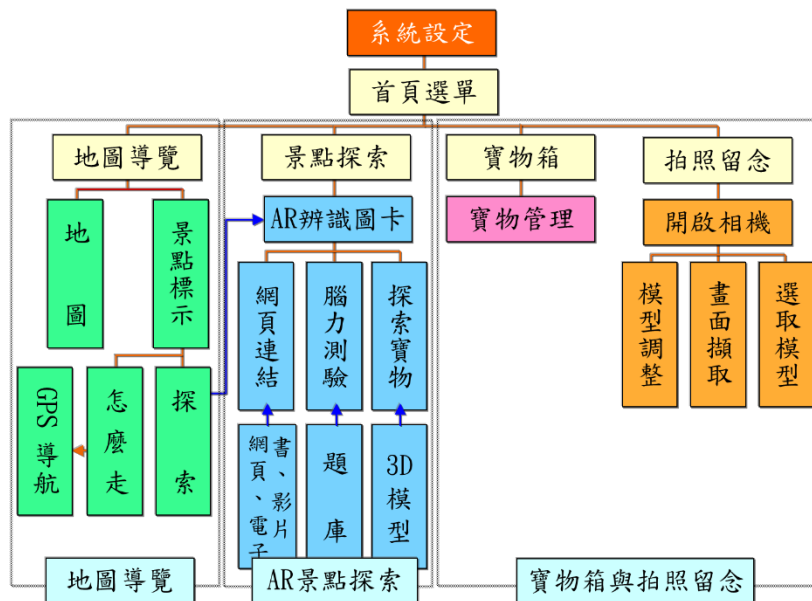 系統設定
首頁選單
地圖導覽
景點探索
寶物箱
拍照留念
地圖
景點標示
AR辨識圖卡
寶物管理
開啟相機
網頁連結
腦力測驗
探索寶物
模型調整
畫面擷取
選取模型
GPS導航
怎麼走
探索
網頁、電子
書、影片
題庫
3D模型
地圖導覽
AR景點探索
寶物箱與拍照留念